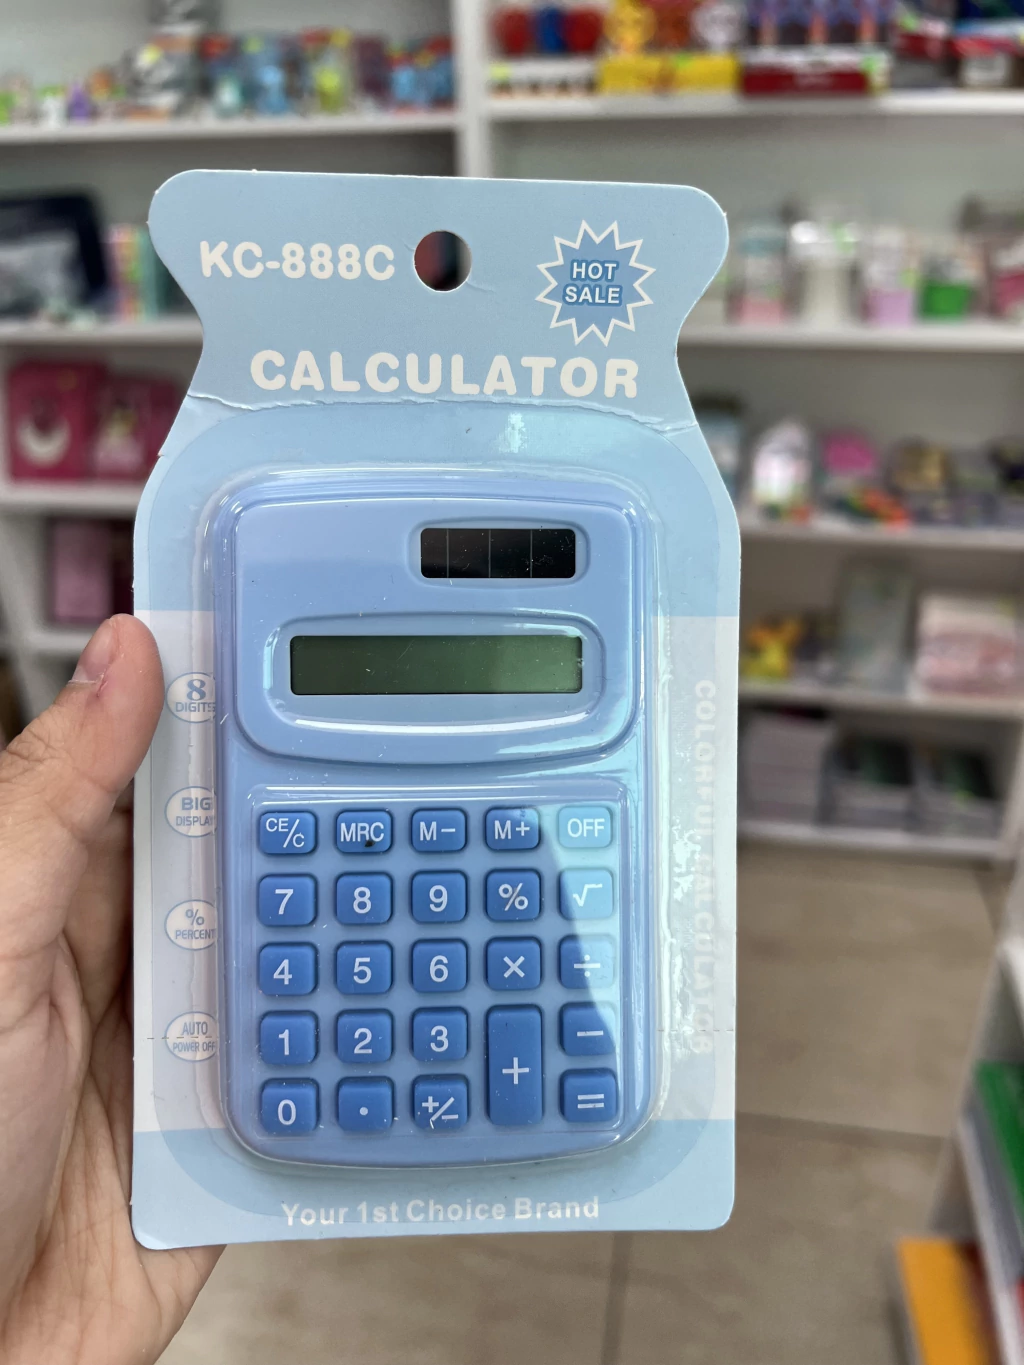 KC-888C
HOT
SALE
CALCULATOR
8
DIGITS
BIG
DISPLAY
%
PERCENT
AUTO
POWER OFF
COLORFUL CALCULATOR
CE/C MRC M− M+ OFF
7 8 9 % √
4 5 6 × ÷
1 2 3 + −
0 . +/− =
Your 1st Choice Brand